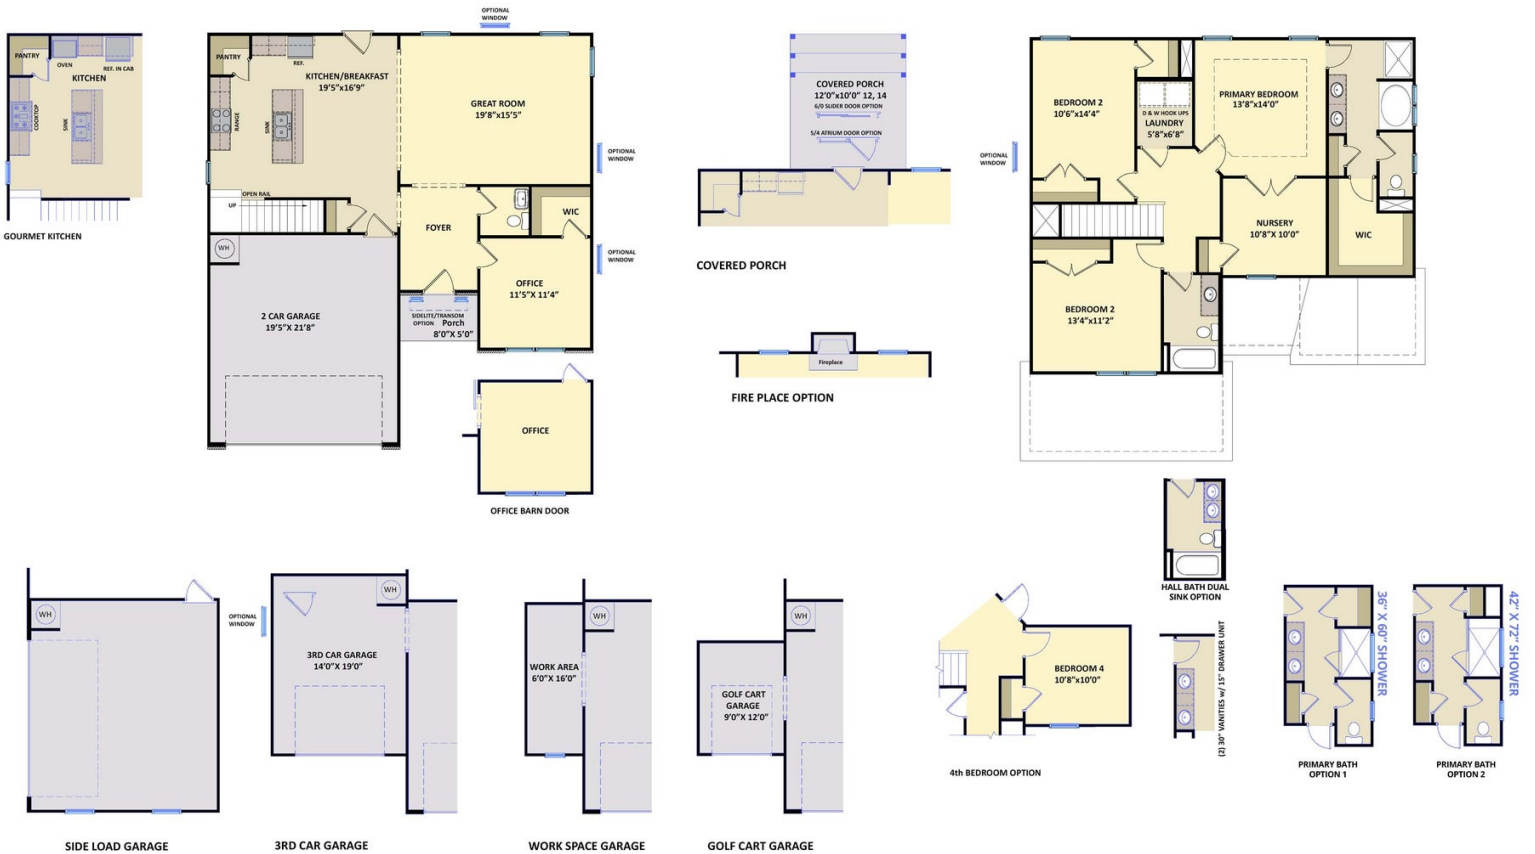 PANTRY
OVEN
REF. IN CAB
KITCHEN
COOKTOP
SINK
GOURMET KITCHEN
OPTIONAL
WINDOW
PANTRY
REF.
KITCHEN/BREAKFAST
19'5"x16'9"
RANGE
SINK
GREAT ROOM
19'8"x15'5"
OPTIONAL
WINDOW
OPEN RAIL
UP
WIC
FOYER
WH
OPTIONAL
WINDOW
OFFICE
11'5"X 11'4"
2 CAR GARAGE
19'5"X 21'8"
SIDELITE/TRANSOM
OPTION
Porch
8'0"X 5'0"
OFFICE
OFFICE BARN DOOR
COVERED PORCH
12'0"x10'0" 12, 14
6/0 SLIDER DOOR OPTION
5/4 ATRIUM DOOR OPTION
COVERED PORCH
Fireplace
FIRE PLACE OPTION
OPTIONAL
WINDOW
BEDROOM 2
10'6"x14'4"
D & W HOOK UPS
LAUNDRY
5'8"x6'8"
PRIMARY BEDROOM
13'8"x14'0"
NURSERY
10'8"X 10'0"
WIC
BEDROOM 2
13'4"x11'2"
HALL BATH DUAL
SINK OPTION
WH
SIDE LOAD GARAGE
OPTIONAL
WINDOW
WH
3RD CAR GARAGE
14'0"X 19'0"
3RD CAR GARAGE
WH
WORK AREA
6'0"X 16'0"
WORK SPACE GARAGE
WH
GOLF CART
GARAGE
9'0"X 12'0"
GOLF CART GARAGE
BEDROOM 4
10'8"x10'0"
4th BEDROOM OPTION
(2) 30" VANITIES w/ 15" DRAWER UNIT
36" X 60" SHOWER
PRIMARY BATH
OPTION 1
42" X 72" SHOWER
PRIMARY BATH
OPTION 2